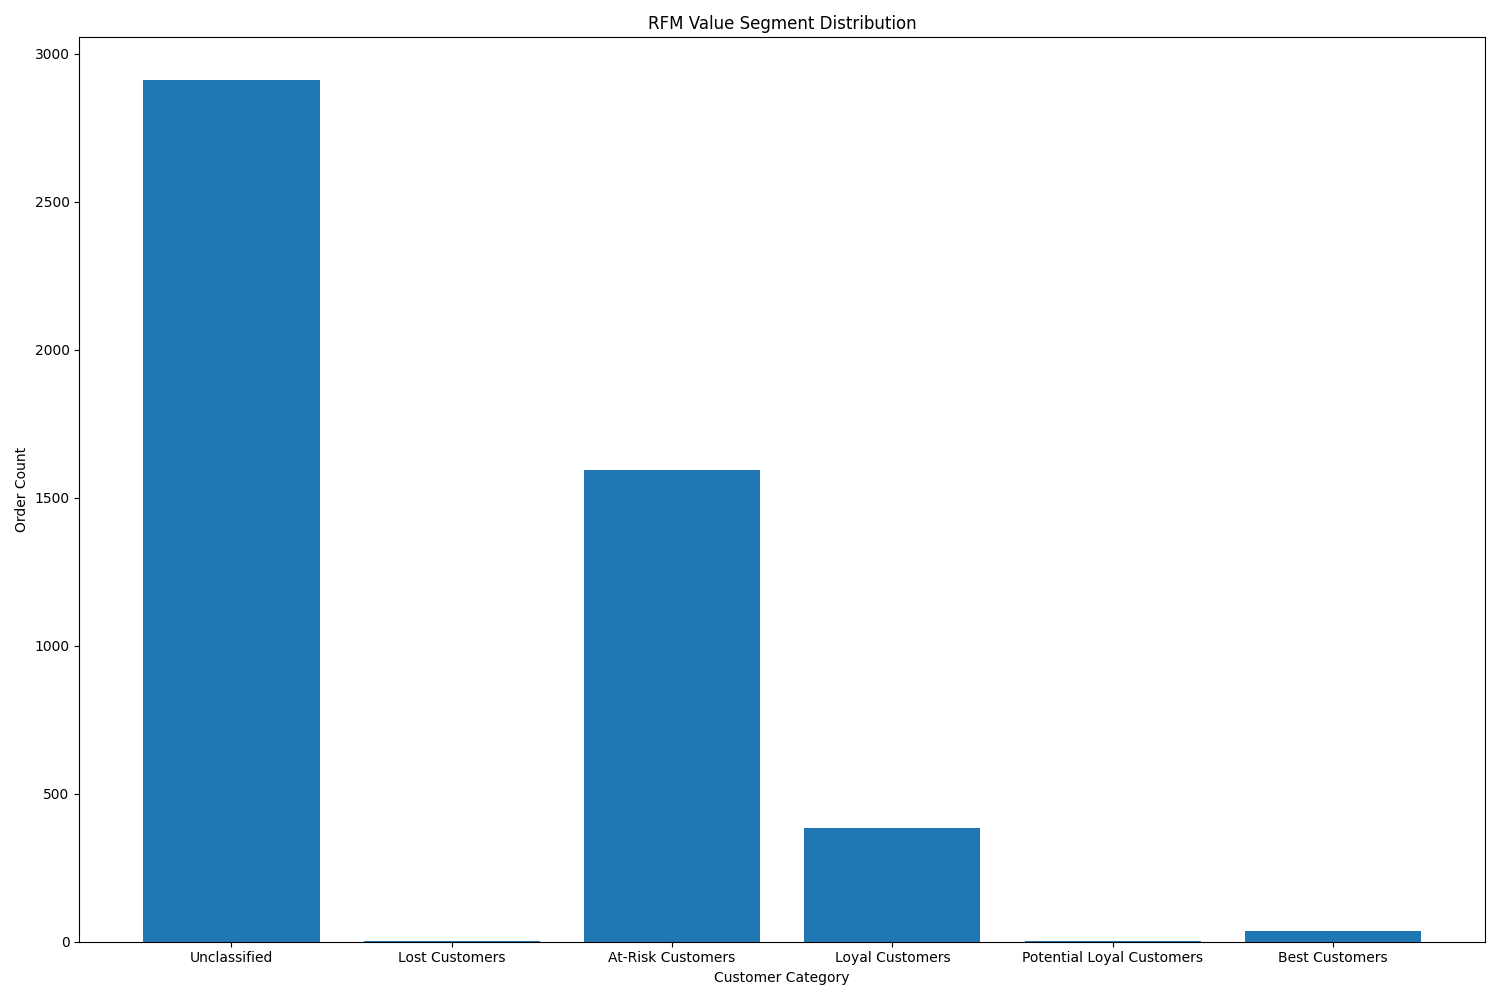 RFM Value Segment Distribution
3000
2500
2000
1500
1000
500
0
Order Count
Unclassified
Lost Customers
At-Risk Customers
Loyal Customers
Potential Loyal Customers
Best Customers
Customer Category